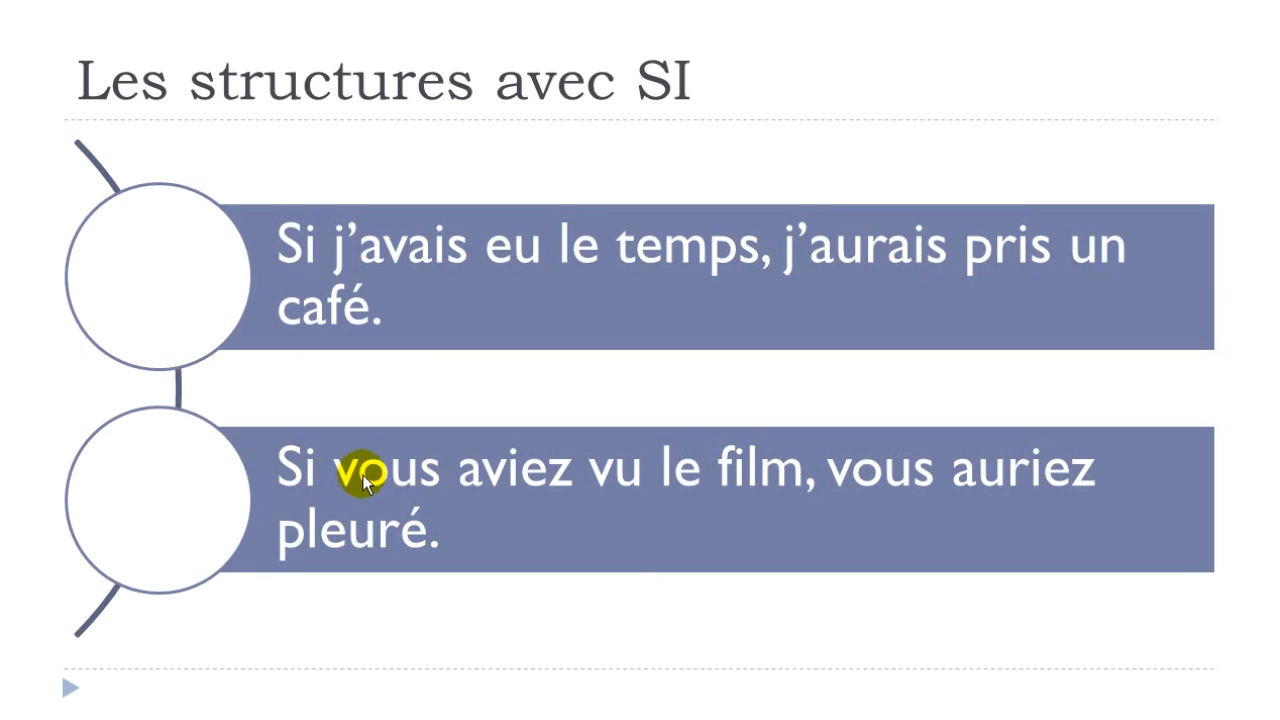 Les structures avec SI
Si j’avais eu le temps, j’aurais pris un
café.
Si vous aviez vu le film, vous auriez
pleuré.